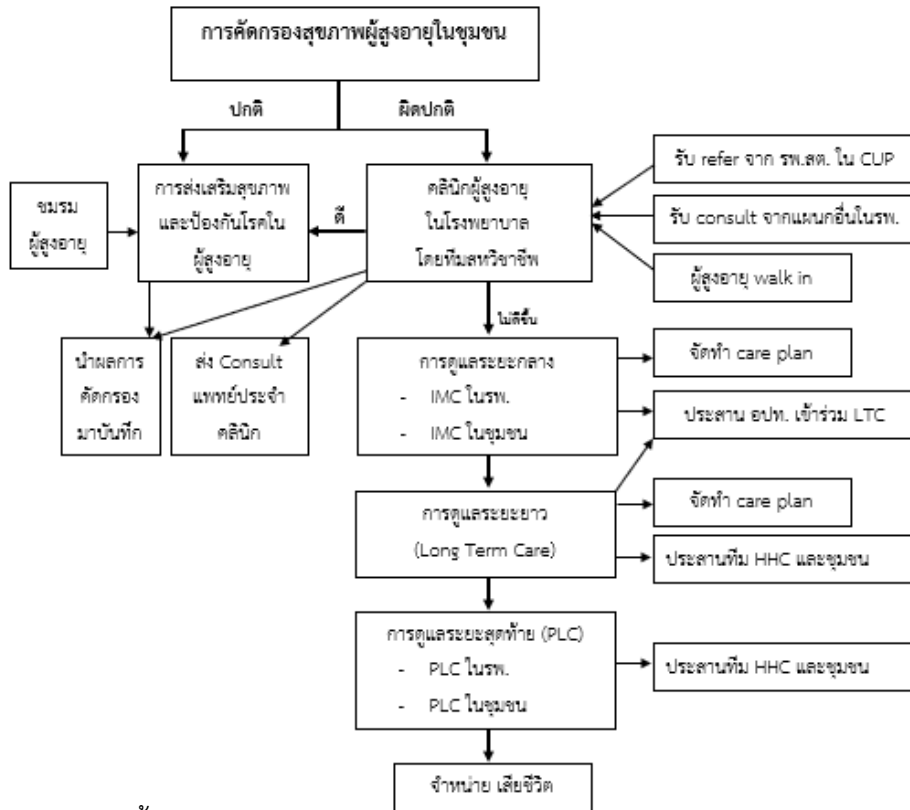 การคัดกรองสุขภาพผู้สูงอายุในชุมชน
ปกติ
ผิดปกติ
ชมรม
ผู้สูงอายุ
การส่งเสริมสุขภาพ
และป้องกันโรคใน
ผู้สูงอายุ
คลินิกผู้สูงอายุ
ในโรงพยาบาล
โดยทีมสหวิชาชีพ
รับ refer จาก รพ.สต. ใน CUP
รับ consult จากแผนกอื่นในรพ.
ผู้สูงอายุ walk in
ไม่ดีขึ้น
นำผลการ
คัดกรอง
มาบันทึก
ส่ง Consult
แพทย์ประจำ
คลินิก
การดูแลระยะกลาง
- IMC ในรพ.
- IMC ในชุมชน
จัดทำ care plan
ประสาน อปท. เข้าร่วม LTC
การดูแลระยะยาว
(Long Term Care)
จัดทำ care plan
ประสานทีม HHC และชุมชน
การดูแลระยะสุดท้าย (PLC)
- PLC ในรพ.
- PLC ในชุมชน
ประสานทีม HHC และชุมชน
จำหน่าย เสียชีวิต